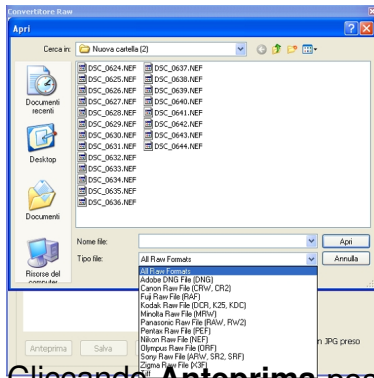 Convertitore Raw
Apri
Cerca in:
Nuova cartella (2)
DSC_0624.NEF
DSC_0625.NEF
DSC_0626.NEF
DSC_0627.NEF
DSC_0628.NEF
DSC_0629.NEF
DSC_0630.NEF
DSC_0631.NEF
DSC_0632.NEF
DSC_0633.NEF
DSC_0634.NEF
DSC_0635.NEF
DSC_0636.NEF
DSC_0637.NEF
DSC_0638.NEF
DSC_0639.NEF
DSC_0640.NEF
DSC_0641.NEF
DSC_0642.NEF
DSC_0643.NEF
DSC_0644.NEF
Documenti recenti
Desktop
Documenti
Risorse del computer
Nome file:
Apri
Tipo file:
All Raw Formats
Annulla
All Raw Formats
Adobe DNG File (DNG)
Canon Raw File (CRW, CR2)
Fuji Raw File (RAF)
Kodak Raw File (DCR, K25, KDC)
Minolta Raw File (MRW)
Panasonic Raw File (RAW, RW2)
Pentax Raw File (PEF)
Nikon Raw File (NEF)
Olympus Raw File (ORF)
Sony Raw File (ARW, SR2, SRF)
Zigma Raw File (X3F)
Tiff
Anteprima
Salva
n JPG preso
Cliccando Anteprima